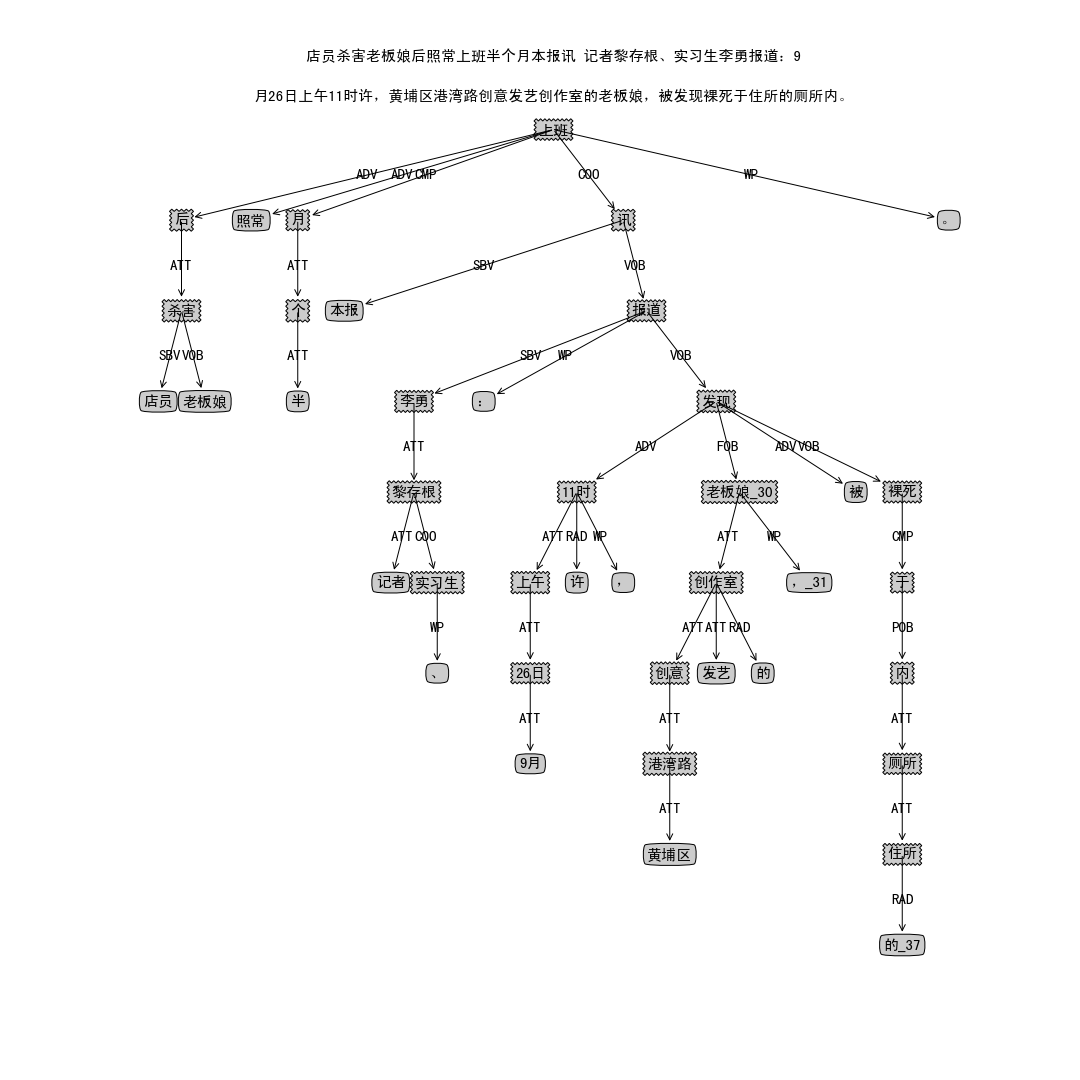 店员杀害老板娘后照常上班半个月本报讯 记者黎存根、实习生李勇报道：9
月26日上午11时许，黄埔区港湾路创意发艺创作室的老板娘，被发现裸死于住所的厕所内。
上班
ADV ADV CMP COO WP
后 照常 月 讯 。
ATT ATT SBV VOB
杀害 个 本报 报道
SBV VOB ATT SBV WP VOB
店员 老板娘 半 李勇 ： 发现
ATT ADV FOB ADV VOB
黎存根 11时 老板娘_30 被 裸死
ATT COO ATT RAD WP ATT WP CMP
记者 实习生 上午 许 ， 创作室 ，_31 于
WP ATT ATT ATT RAD POB
、 26日 创意 发艺 的 内
ATT ATT ATT
9月 港湾路 厕所
ATT ATT
黄埔区 住所
RAD
的_37